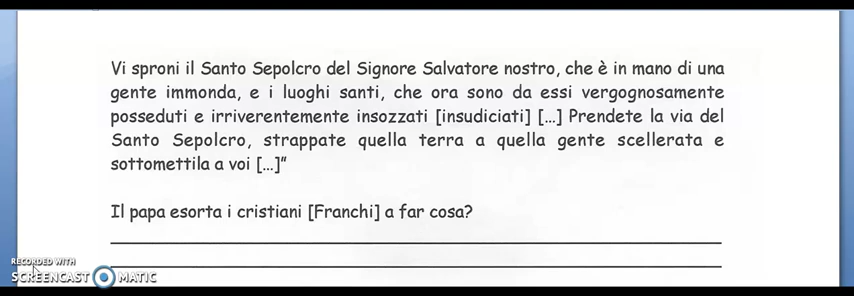 Vi sproni il Santo Sepolcro del Signore Salvatore nostro, che è in mano di una
gente immonda, e i luoghi santi, che ora sono da essi vergognosamente
posseduti e irriverentemente insozzati [insudiciati] [...] Prendete la via del
Santo Sepolcro, strappate quella terra a quella gente scellerata e
sottomettila a voi [...]"
Il papa esorta i cristiani [Franchi] a far cosa?
RECORDED WITH
SCREENCAST MATIC